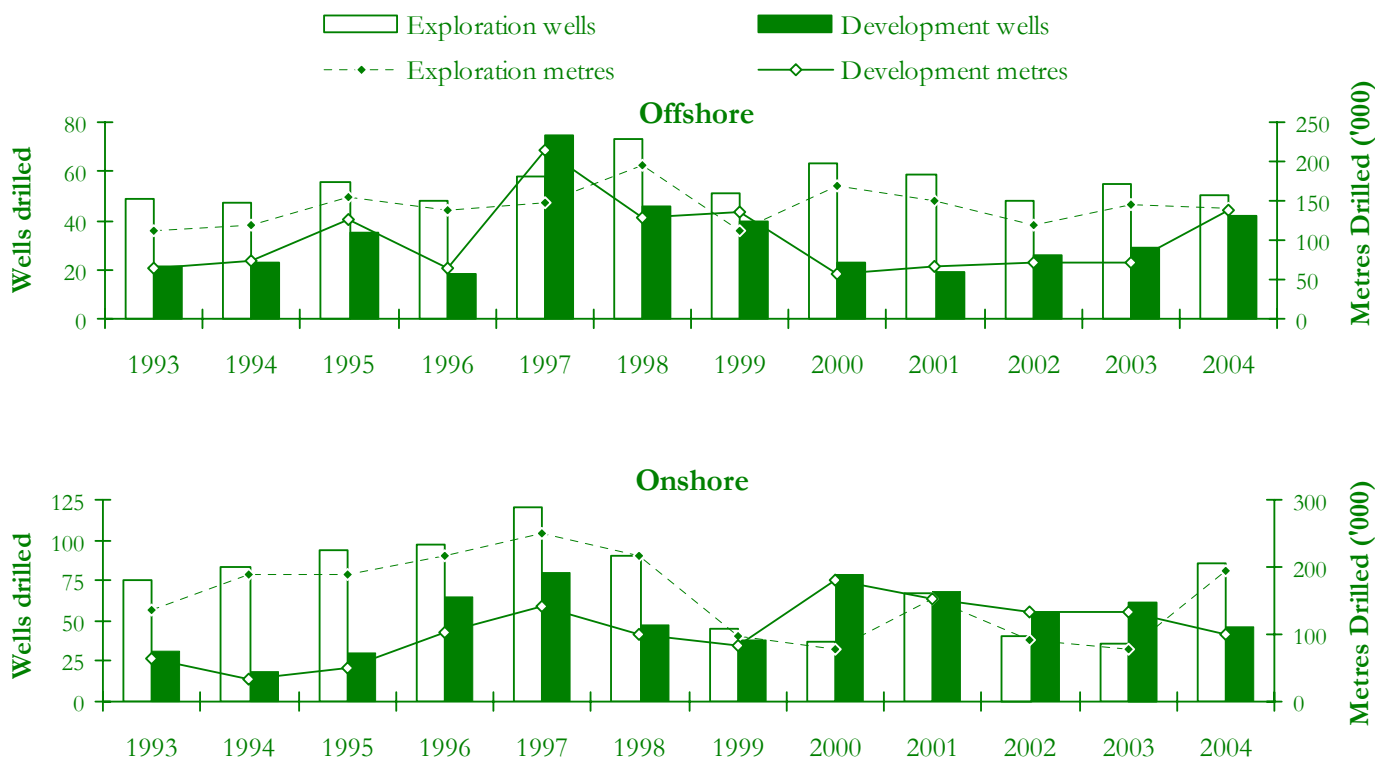 Exploration wells Development wells
Exploration metres Development metres
Offshore
Wells drilled
80
60
40
20
0
250
200
150
100
50
0
Metres Drilled ('000)
1993 1994 1995 1996 1997 1998 1999 2000 2001 2002 2003 2004
Onshore
Wells drilled
125
100
75
50
25
0
300
200
100
0
Metres Drilled ('000)
1993 1994 1995 1996 1997 1998 1999 2000 2001 2002 2003 2004